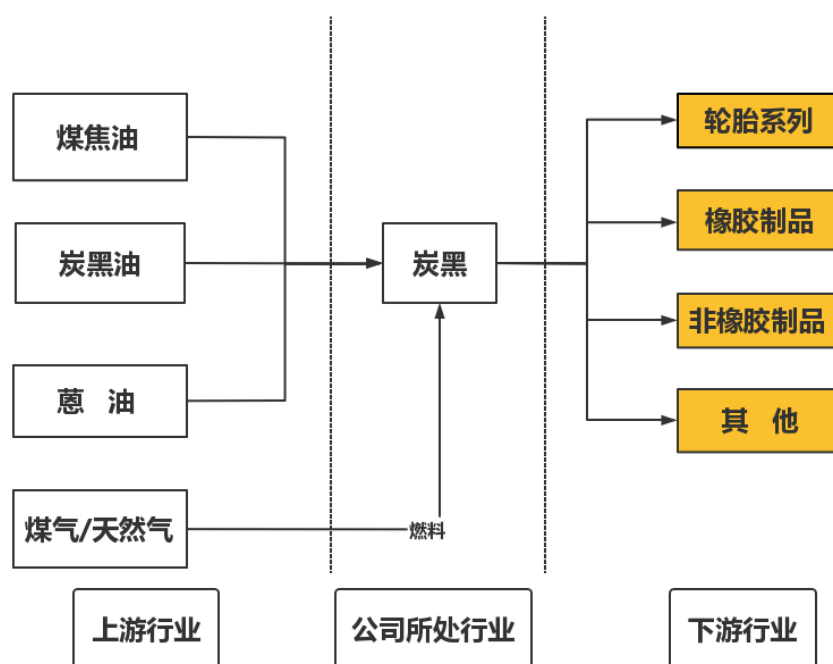 煤焦油
炭黑油
蒽 油
煤气/天然气
燃料
炭黑
轮胎系列
橡胶制品
非橡胶制品
其 他
上游行业
公司所处行业
下游行业